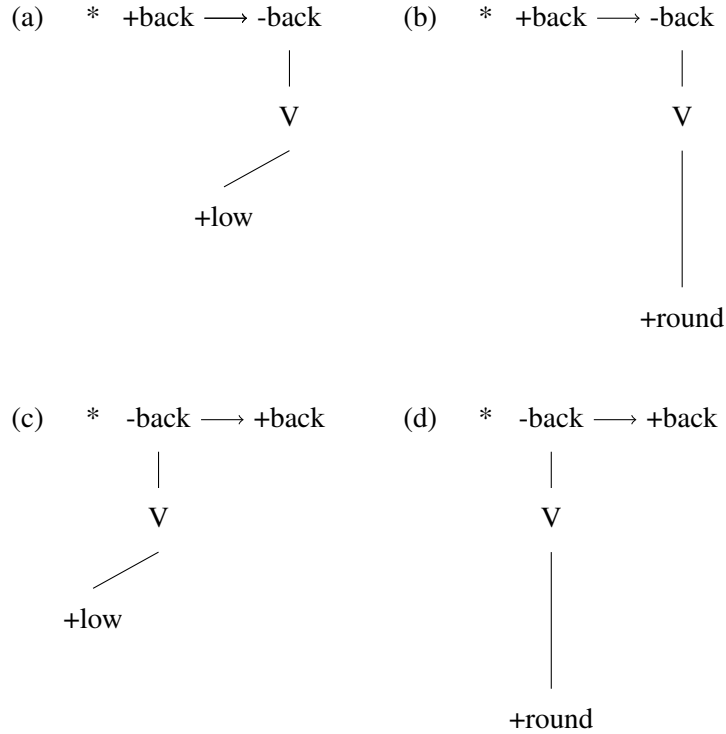 (a) * +back → -back (b) * +back → -back
V V
+low
+round
(c) * -back → +back (d) * -back → +back
V V
+low
+round